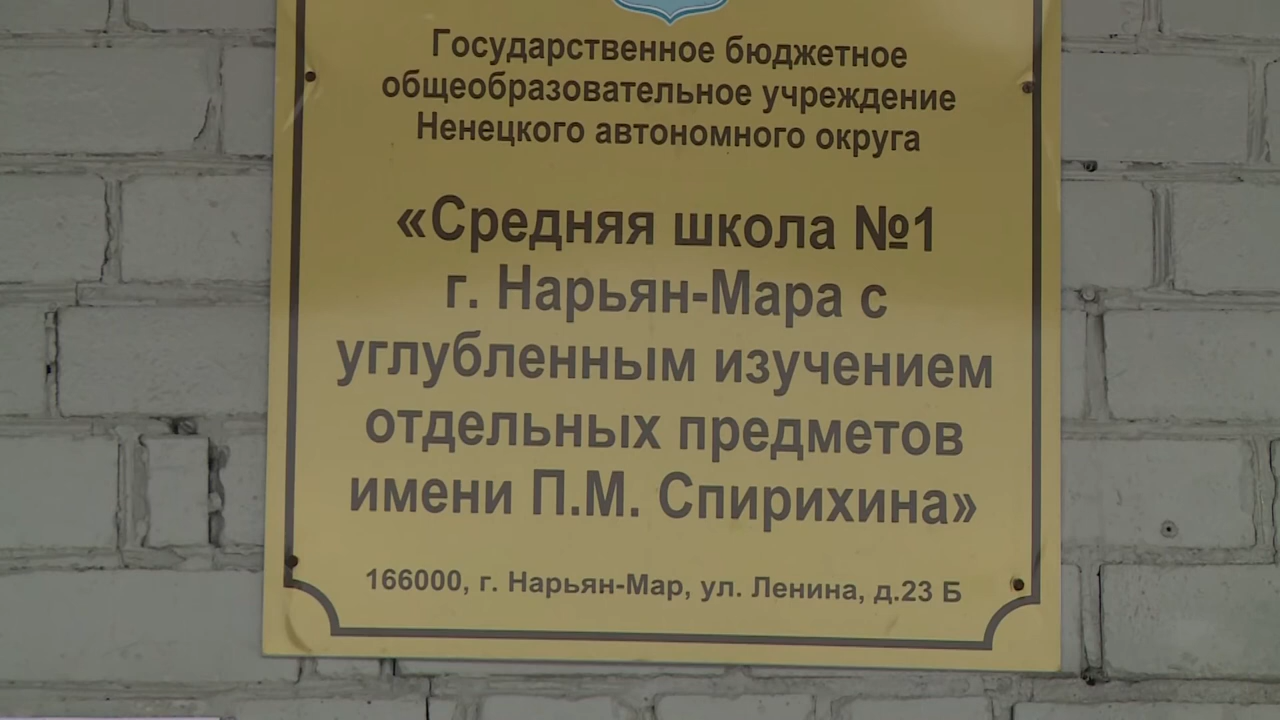 Государственное бюджетное
общеобразовательное учреждение
Ненецкого автономного округа
«Средняя школа №1
г. Нарьян-Мара с
углубленным изучением
отдельных предметов
имени П.М. Спирихина»
166000, г. Нарьян-Мар, ул. Ленина, д.23 Б